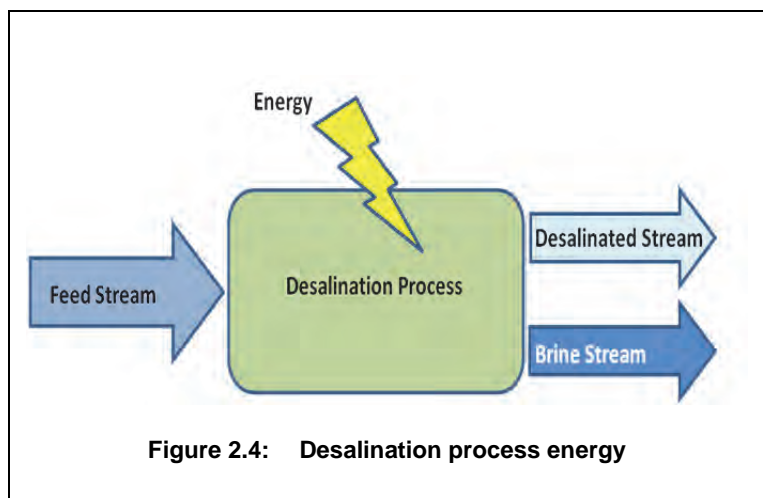 Energy
Desalinated Stream
Feed Stream
Desalination Process
Brine Stream
Figure 2.4: Desalination process energy